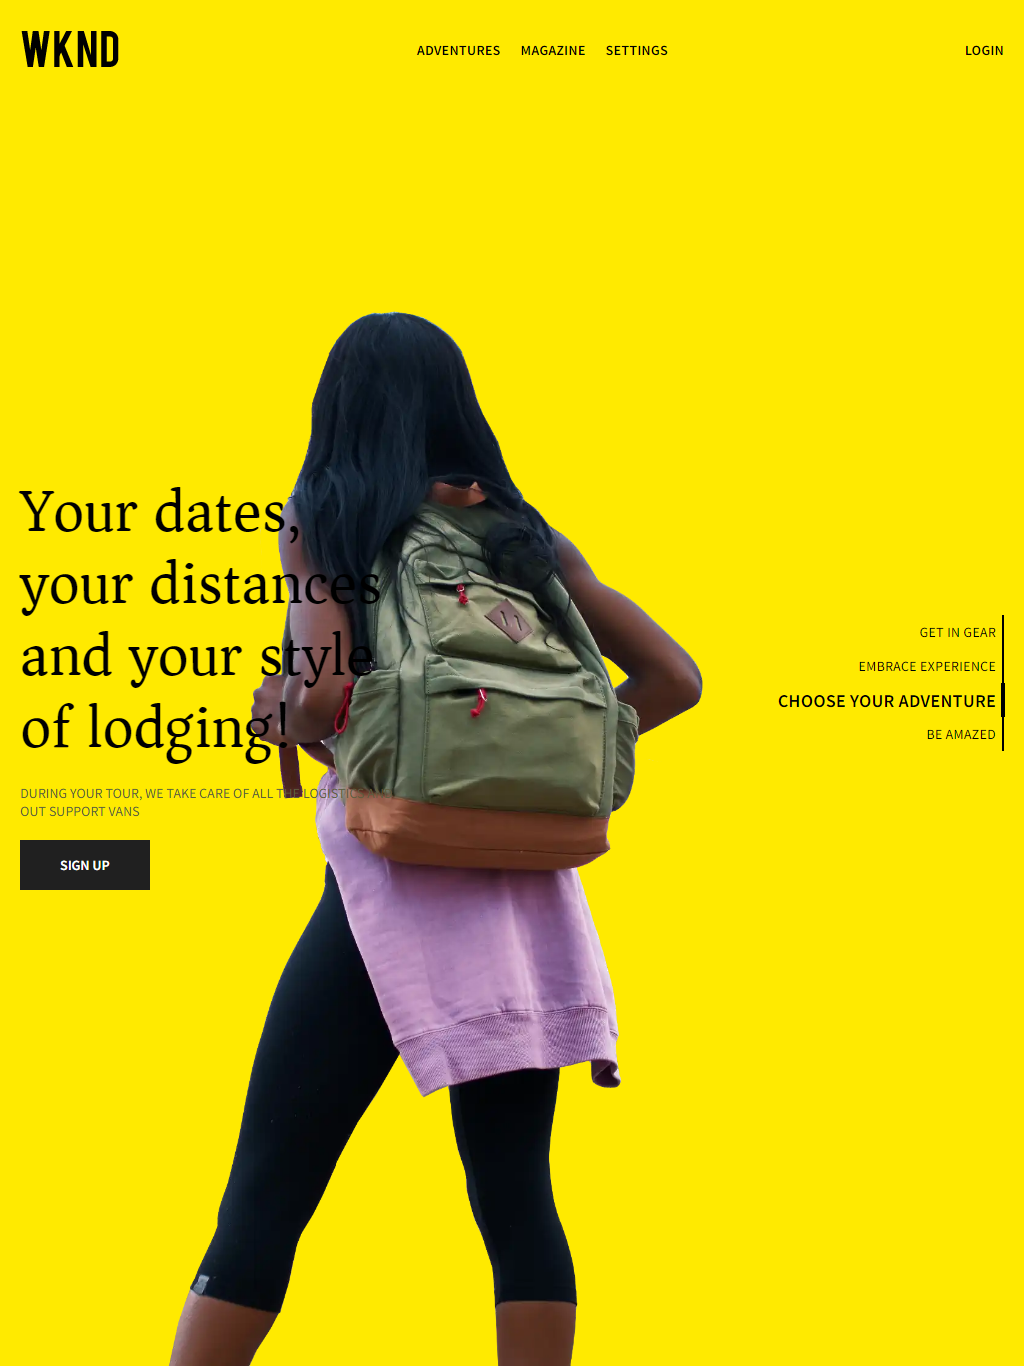 WKND
ADVENTURES MAGAZINE SETTINGS
LOGIN
Your dates,
your distances
and your style
of lodging!
DURING YOUR TOUR, WE TAKE CARE OF ALL THE
OUT SUPPORT VANS
SIGN UP
GET IN GEAR
EMBRACE EXPERIENCE
CHOOSE YOUR ADVENTURE
BE AMAZED